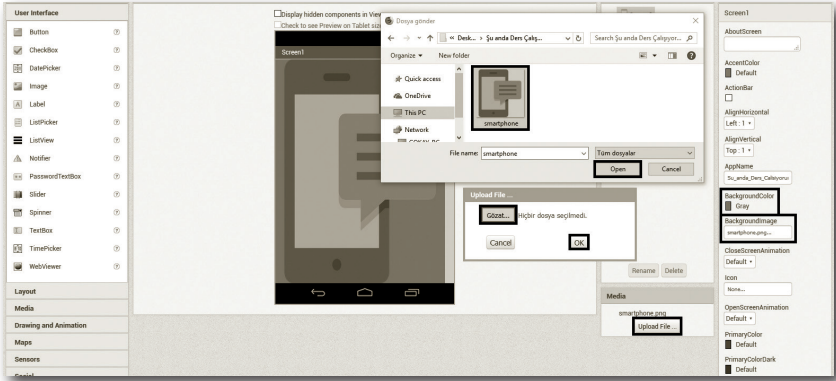 User Interface
Button
CheckBox
DatePicker
Image
Label
ListPicker
ListView
Notifier
PasswordTextBox
Slider
Spinner
TextBox
TimePicker
WebViewer
Layout
Media
Drawing and Animation
Maps
Sensors
Social
Display hidden components in View
Check to see Preview on Tablet siz
Screen1
Dosya gönder
« Desk... > Şu anda Ders Çalış...
Search Şu anda Ders Çalışıyor...
Organize
New folder
Quick access
OneDrive
This PC
Network
smartphone
File name:
smartphone
Tüm dosyalar
Open
Cancel
Upload File ...
Gözat...
Hiçbir dosya seçilmedi.
Cancel
OK
Rename
Delete
Media
smartphone.png
Upload File ...
Screen1
AboutScreen
AccentColor
Default
ActionBar
AlignHorizontal
Left : 1
AlignVertical
Top : 1
AppName
Su_anda_Ders_Calisiyorur
BackgroundColor
Gray
BackgroundImage
smartphone.png...
CloseScreenAnimation
Default
Icon
None...
OpenScreenAnimation
Default
PrimaryColor
Default
PrimaryColorDark
Default